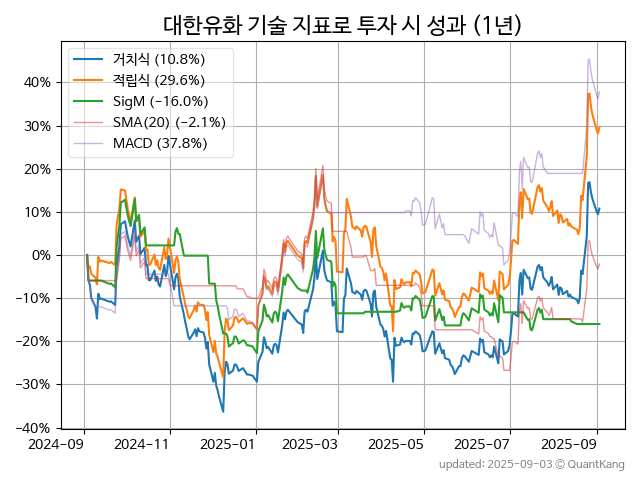 대한유화 기술 지표로 투자 시 성과 (1년)
거치식 (10.8%)
적립식 (29.6%)
SigM (−16.0%)
SMA(20) (−2.1%)
MACD (37.8%)
40%
30%
20%
10%
0%
−10%
−20%
−30%
−40%
2024-09 2024-11 2025-01 2025-03 2025-05 2025-07 2025-09
updated: 2025-09-03 ⓒ QuantKang